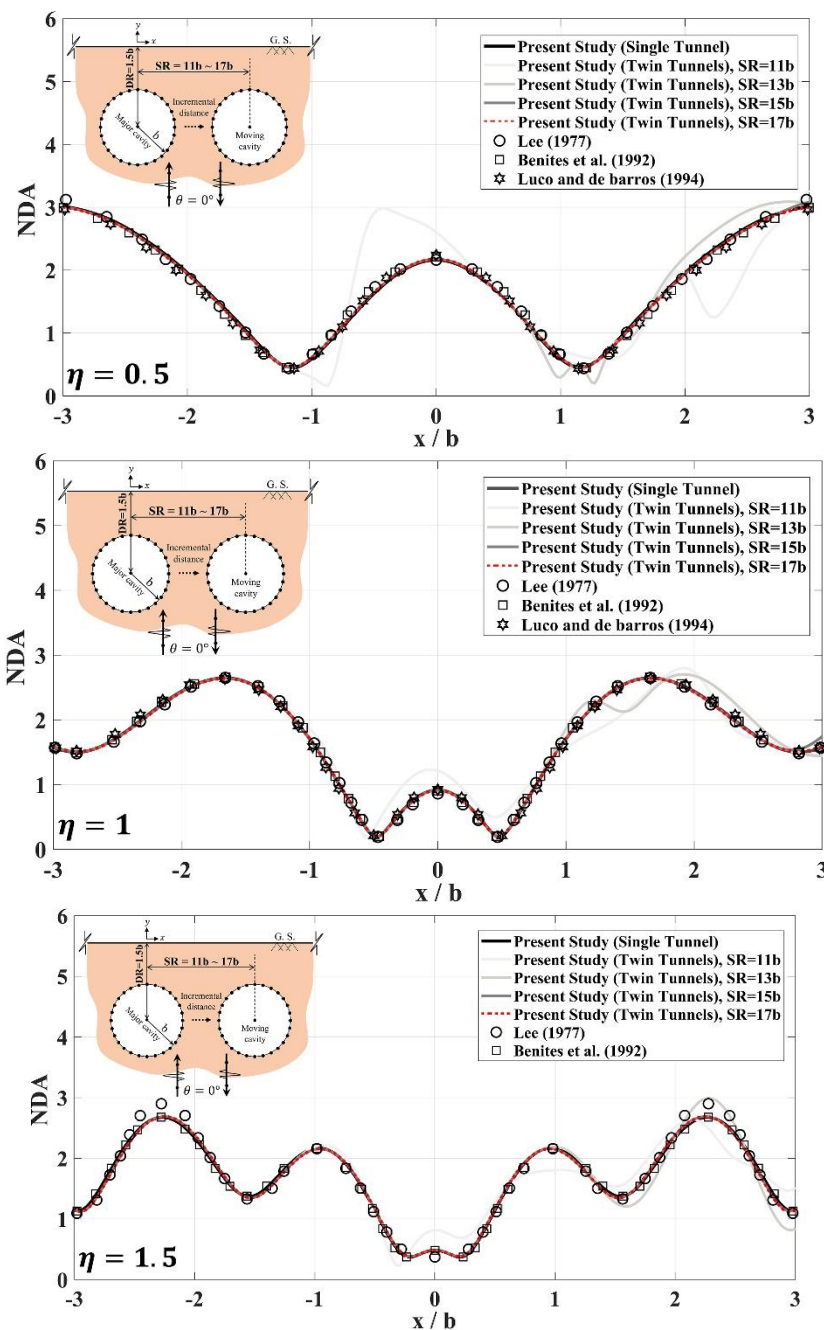 6
5
4
3
2
1
0
NDA
y
x
G. S.
DR=1.5b
SR = 11b ~ 17b
Major cavity
b
Incremental
distance
Moving
cavity
θ = 0°
Present Study (Single Tunnel)
Present Study (Twin Tunnels), SR=11b
Present Study (Twin Tunnels), SR=13b
Present Study (Twin Tunnels), SR=15b
Present Study (Twin Tunnels), SR=17b
Lee (1977)
Benites et al. (1992)
Luco and de barros (1994)
η = 0.5
-3 -2 -1 0 1 2 3
x / b
6
5
4
3
2
1
0
NDA
y
x
G. S.
DR=1.5b
SR = 11b ~ 17b
Major cavity
b
Incremental
distance
Moving
cavity
θ = 0°
Present Study (Single Tunnel)
Present Study (Twin Tunnels), SR=11b
Present Study (Twin Tunnels), SR=13b
Present Study (Twin Tunnels), SR=15b
Present Study (Twin Tunnels), SR=17b
Lee (1977)
Benites et al. (1992)
Luco and de barros (1994)
η = 1
-3 -2 -1 0 1 2 3
x / b
6
5
4
3
2
1
0
NDA
y
x
G. S.
DR=1.5b
SR = 11b ~ 17b
Major cavity
b
Incremental
distance
Moving
cavity
θ = 0°
Present Study (Single Tunnel)
Present Study (Twin Tunnels), SR=11b
Present Study (Twin Tunnels), SR=13b
Present Study (Twin Tunnels), SR=15b
Present Study (Twin Tunnels), SR=17b
Lee (1977)
Benites et al. (1992)
η = 1.5
-3 -2 -1 0 1 2 3
x / b